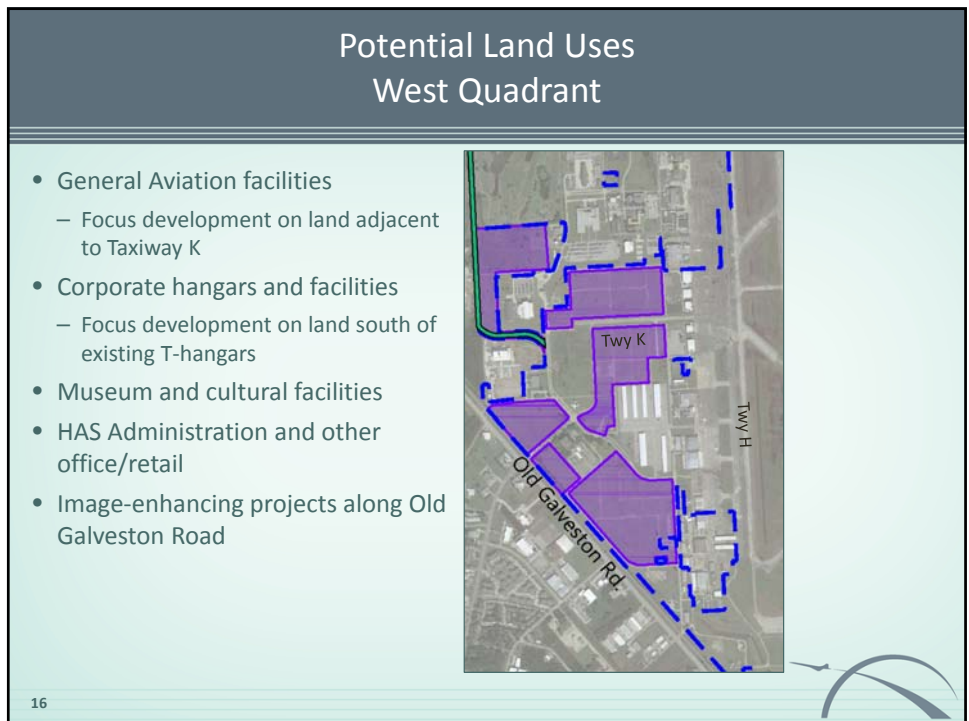 Potential Land Uses
West Quadrant
• General Aviation facilities
– Focus development on land adjacent
to Taxiway K
• Corporate hangars and facilities
– Focus development on land south of
existing T-hangars
• Museum and cultural facilities
• HAS Administration and other
office/retail
• Image-enhancing projects along Old
Galveston Road
Twy K
Twy H
Old Galveston Rd.
16